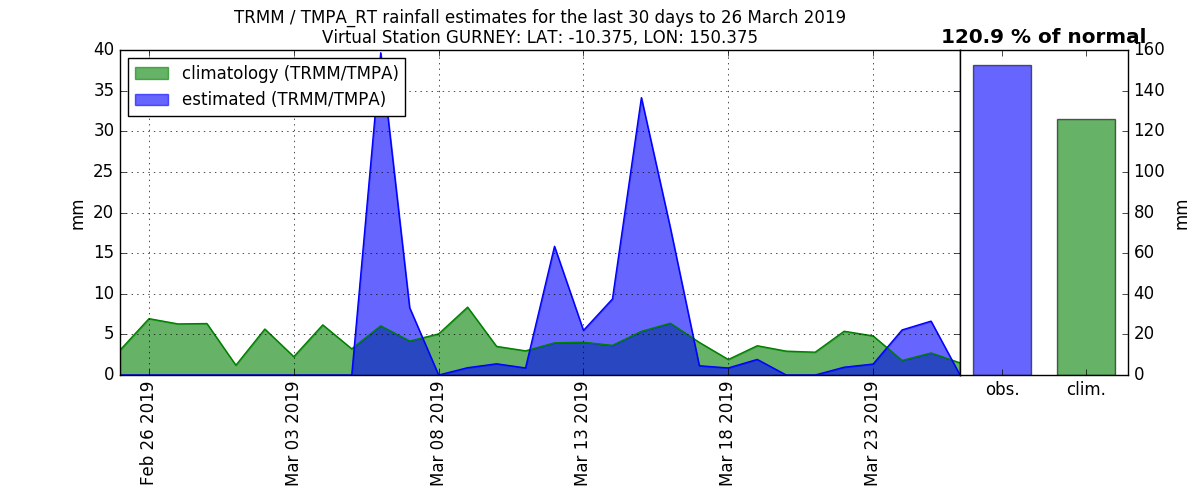 TRMM / TMPA_RT rainfall estimates for the last 30 days to 26 March 2019
Virtual Station GURNEY: LAT: -10.375, LON: 150.375
120.9 % of normal
climatology (TRMM/TMPA)
estimated (TRMM/TMPA)
40
35
30
25
20
15
10
5
0
mm
160
140
120
100
80
60
40
20
0
mm
Feb 26 2019
Mar 03 2019
Mar 08 2019
Mar 13 2019
Mar 18 2019
Mar 23 2019
obs.
clim.